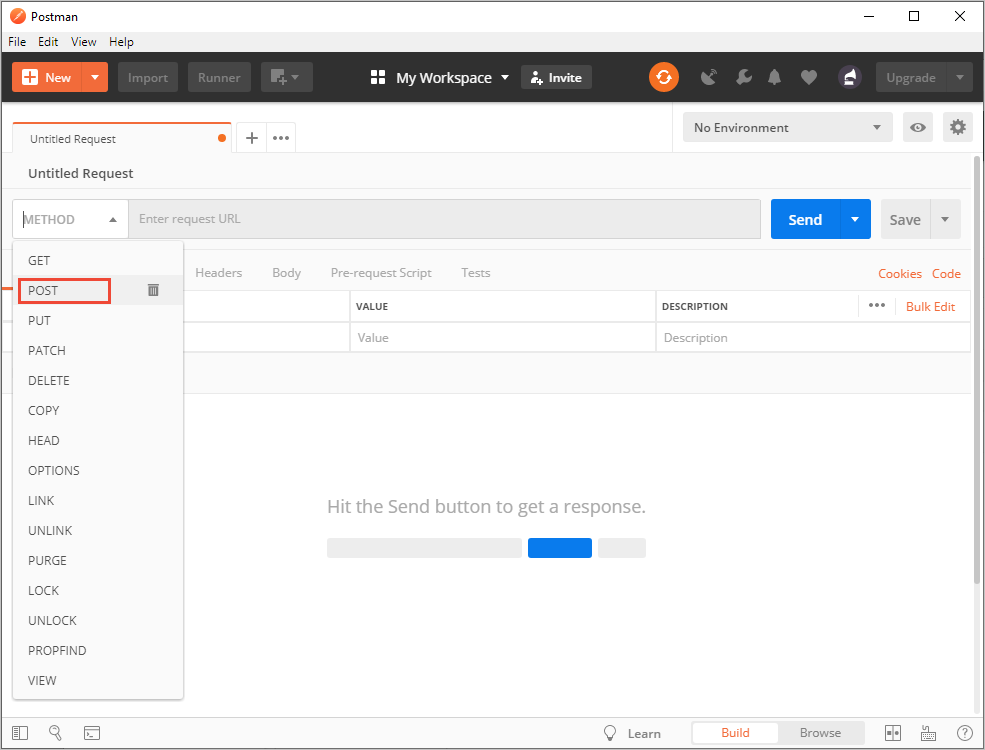 Postman
File Edit View Help
New Import Runner My Workspace Invite Upgrade
Untitled Request No Environment
Untitled Request
METHOD Enter request URL Send Save
GET
Headers Body Pre-request Script Tests Cookies Code
POST
VALUE DESCRIPTION Bulk Edit
PUT
Value Description
PATCH
DELETE
COPY
HEAD
OPTIONS
LINK
Hit the Send button to get a response.
UNLINK
PURGE
LOCK
UNLOCK
PROPFIND
VIEW
Learn Build Browse